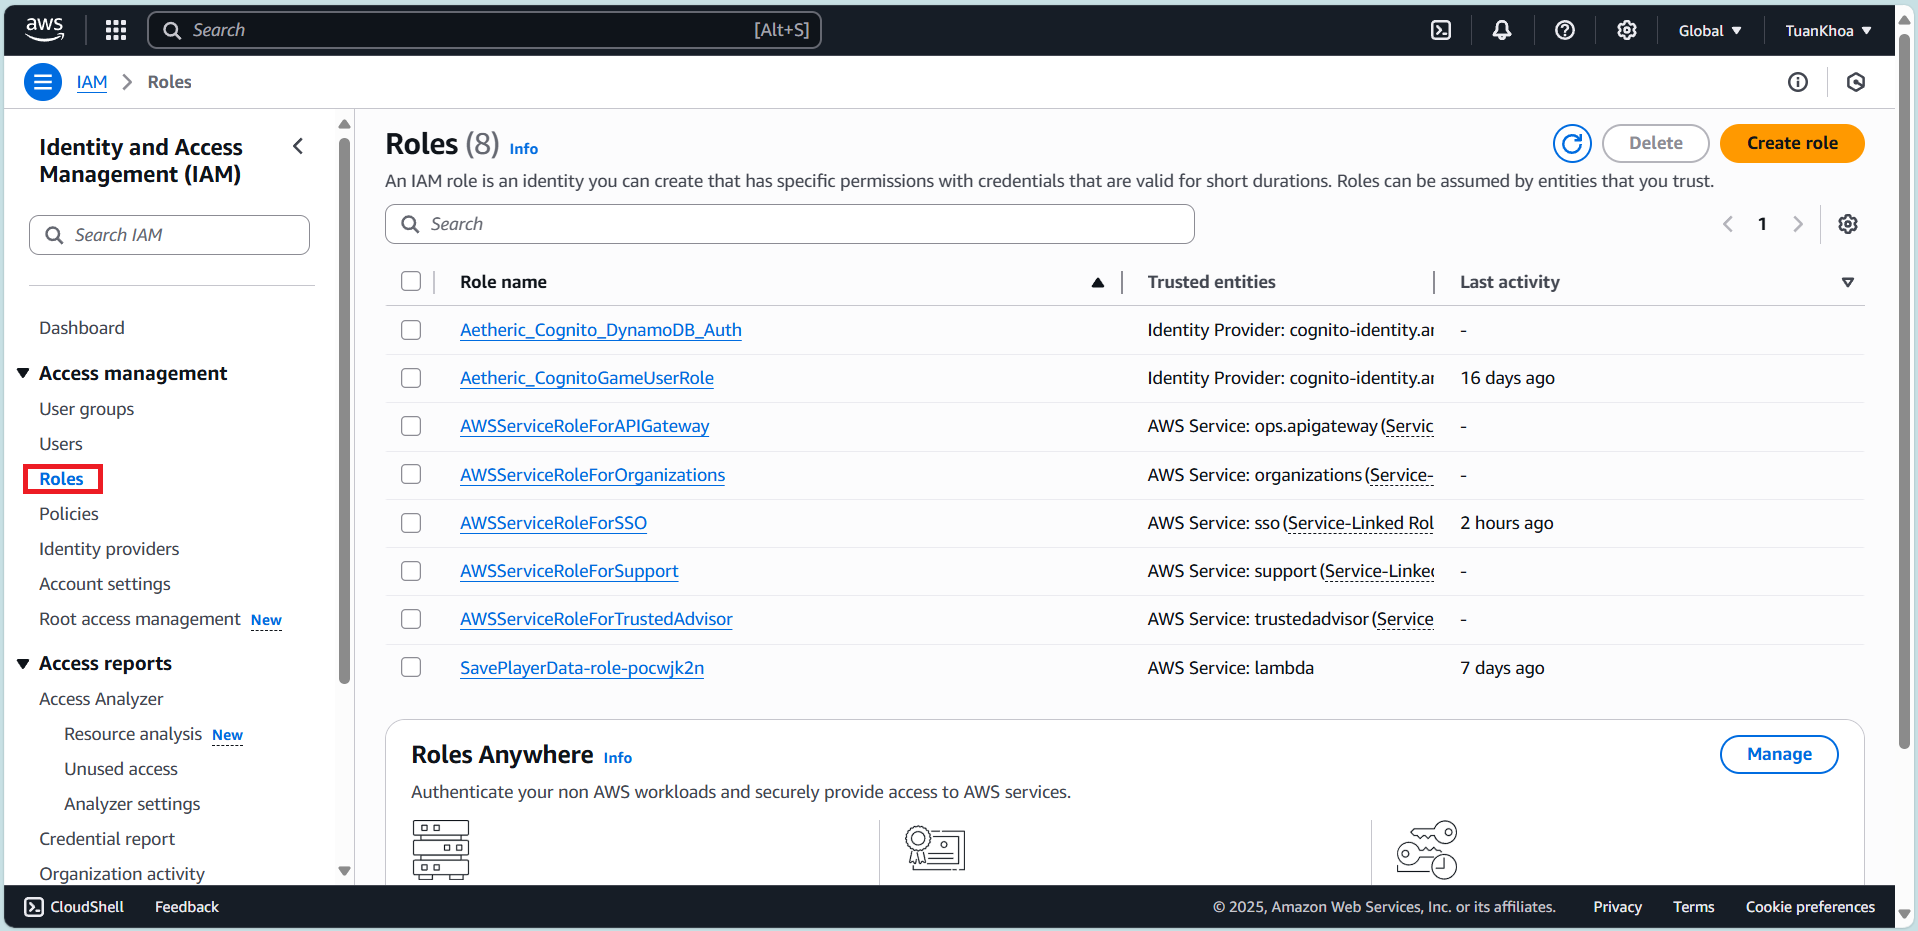 aws
Search [Alt+S]
Global
TuanKhoa
IAM
Roles
Identity and Access
Management (IAM)
Search IAM
Dashboard
Access management
User groups
Users
Roles
Policies
Identity providers
Account settings
Root access management New
Access reports
Access Analyzer
Resource analysis New
Unused access
Analyzer settings
Credential report
Organization activity
Roles (8) Info
Delete
Create role
An IAM role is an identity you can create that has specific permissions with credentials that are valid for short durations. Roles can be assumed by entities that you trust.
Search
1
Role name Trusted entities Last activity
Aetheric_Cognito_DynamoDB_Auth Identity Provider: cognito-identity.ar -
Aetheric_CognitoGameUserRole Identity Provider: cognito-identity.ar 16 days ago
AWSServiceRoleForAPIGateway AWS Service: ops.apigateway (Servic -
AWSServiceRoleForOrganizations AWS Service: organizations (Service- -
AWSServiceRoleForSSO AWS Service: sso (Service-Linked Rol 2 hours ago
AWSServiceRoleForSupport AWS Service: support (Service-Linked -
AWSServiceRoleForTrustedAdvisor AWS Service: trustedadvisor (Service -
SavePlayerData-role-pocwjk2n AWS Service: lambda 7 days ago
Roles Anywhere Info
Manage
Authenticate your non AWS workloads and securely provide access to AWS services.
CloudShell Feedback © 2025, Amazon Web Services, Inc. or its affiliates. Privacy Terms Cookie preferences